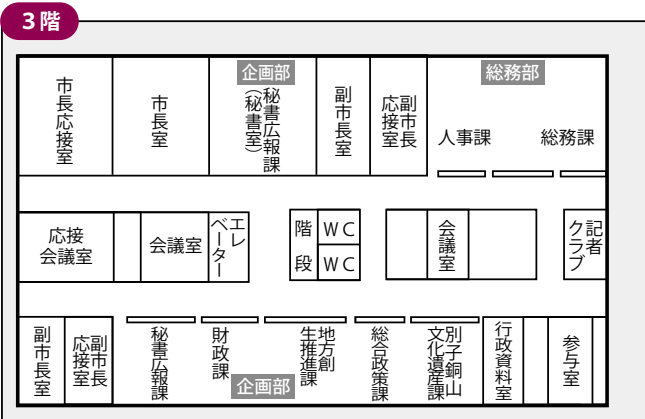 3階
市長応接室
市長室
企画部
秘書広報課
（秘書室）
副市長室
副市長
応接室
総務部
人事課
総務課
応接
会議室
会議室
エレ
ベーター
階段
WC
WC
会議室
記者
クラブ
副市長室
副市長
応接室
秘書広報課
財政課
企画部
地方創
生推進課
総合政策課
別子銅山
文化遺産課
行政資料室
参与室